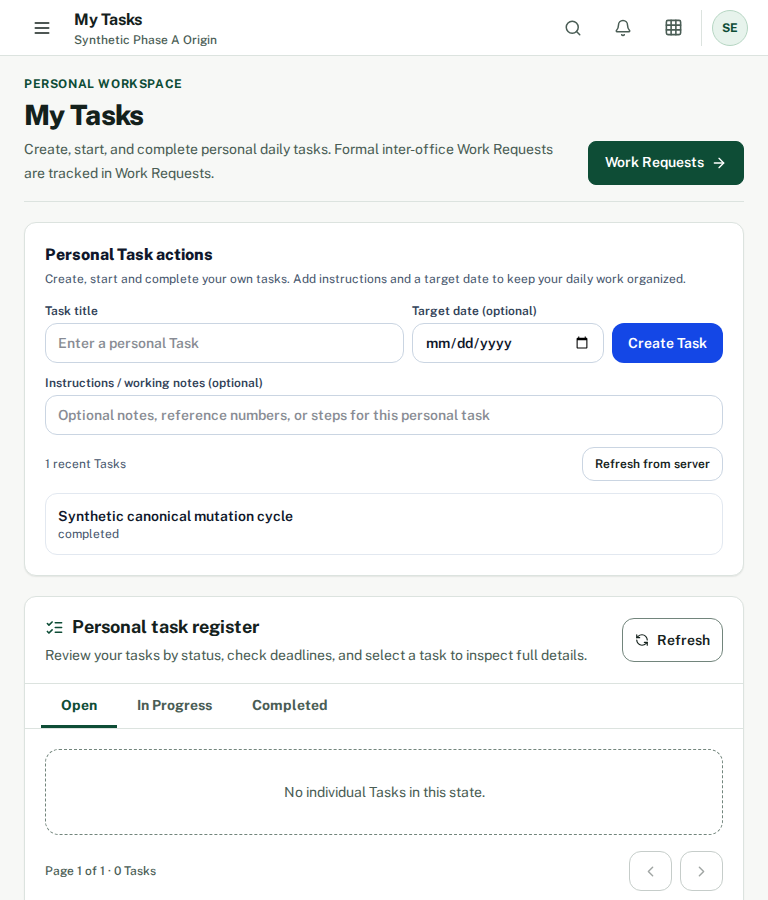 My Tasks
Synthetic Phase A Origin
SE
PERSONAL WORKSPACE
My Tasks
Create, start, and complete personal daily tasks. Formal inter-office Work Requests
are tracked in Work Requests.
Work Requests
Personal Task actions
Create, start and complete your own tasks. Add instructions and a target date to keep your daily work organized.
Task title
Target date (optional)
Enter a personal Task
mm/dd/yyyy
Create Task
Instructions / working notes (optional)
Optional notes, reference numbers, or steps for this personal task
1 recent Tasks
Refresh from server
Synthetic canonical mutation cycle
completed
Personal task register
Review your tasks by status, check deadlines, and select a task to inspect full details.
Refresh
Open
In Progress
Completed
No individual Tasks in this state.
Page 1 of 1 · 0 Tasks